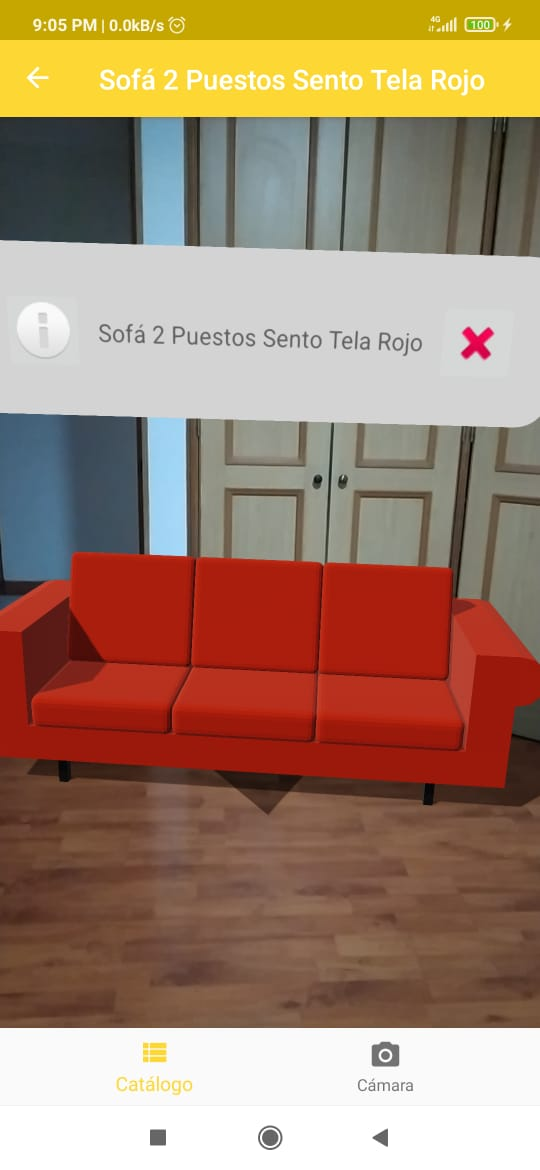 9:05 PM | 0.0kB/s
4G
100
Sofá 2 Puestos Sento Tela Rojo
Sofá 2 Puestos Sento Tela Rojo
Catálogo
Cámara